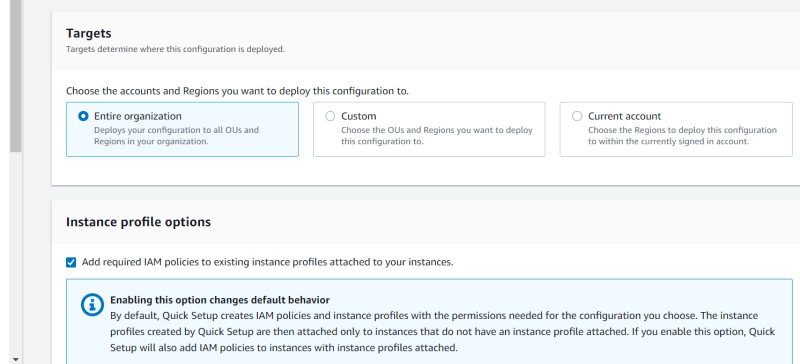 Targets
Targets determine where this configuration is deployed.
Choose the accounts and Regions you want to deploy this configuration to.
Entire organization
Deploys your configuration to all OUs and
Regions in your organization.
Custom
Choose the OUs and Regions you want to deploy
this configuration to.
Current account
Choose the Regions to deploy this configuration
to within the currently signed in account.
Instance profile options
Add required IAM policies to existing instance profiles attached to your instances.
Enabling this option changes default behavior
By default, Quick Setup creates IAM policies and instance profiles with the permissions needed for the configuration you choose. The instance
profiles created by Quick Setup are then attached only to instances that do not have an instance profile attached. If you enable this option, Quick
Setup will also add IAM policies to instances with instance profiles attached.